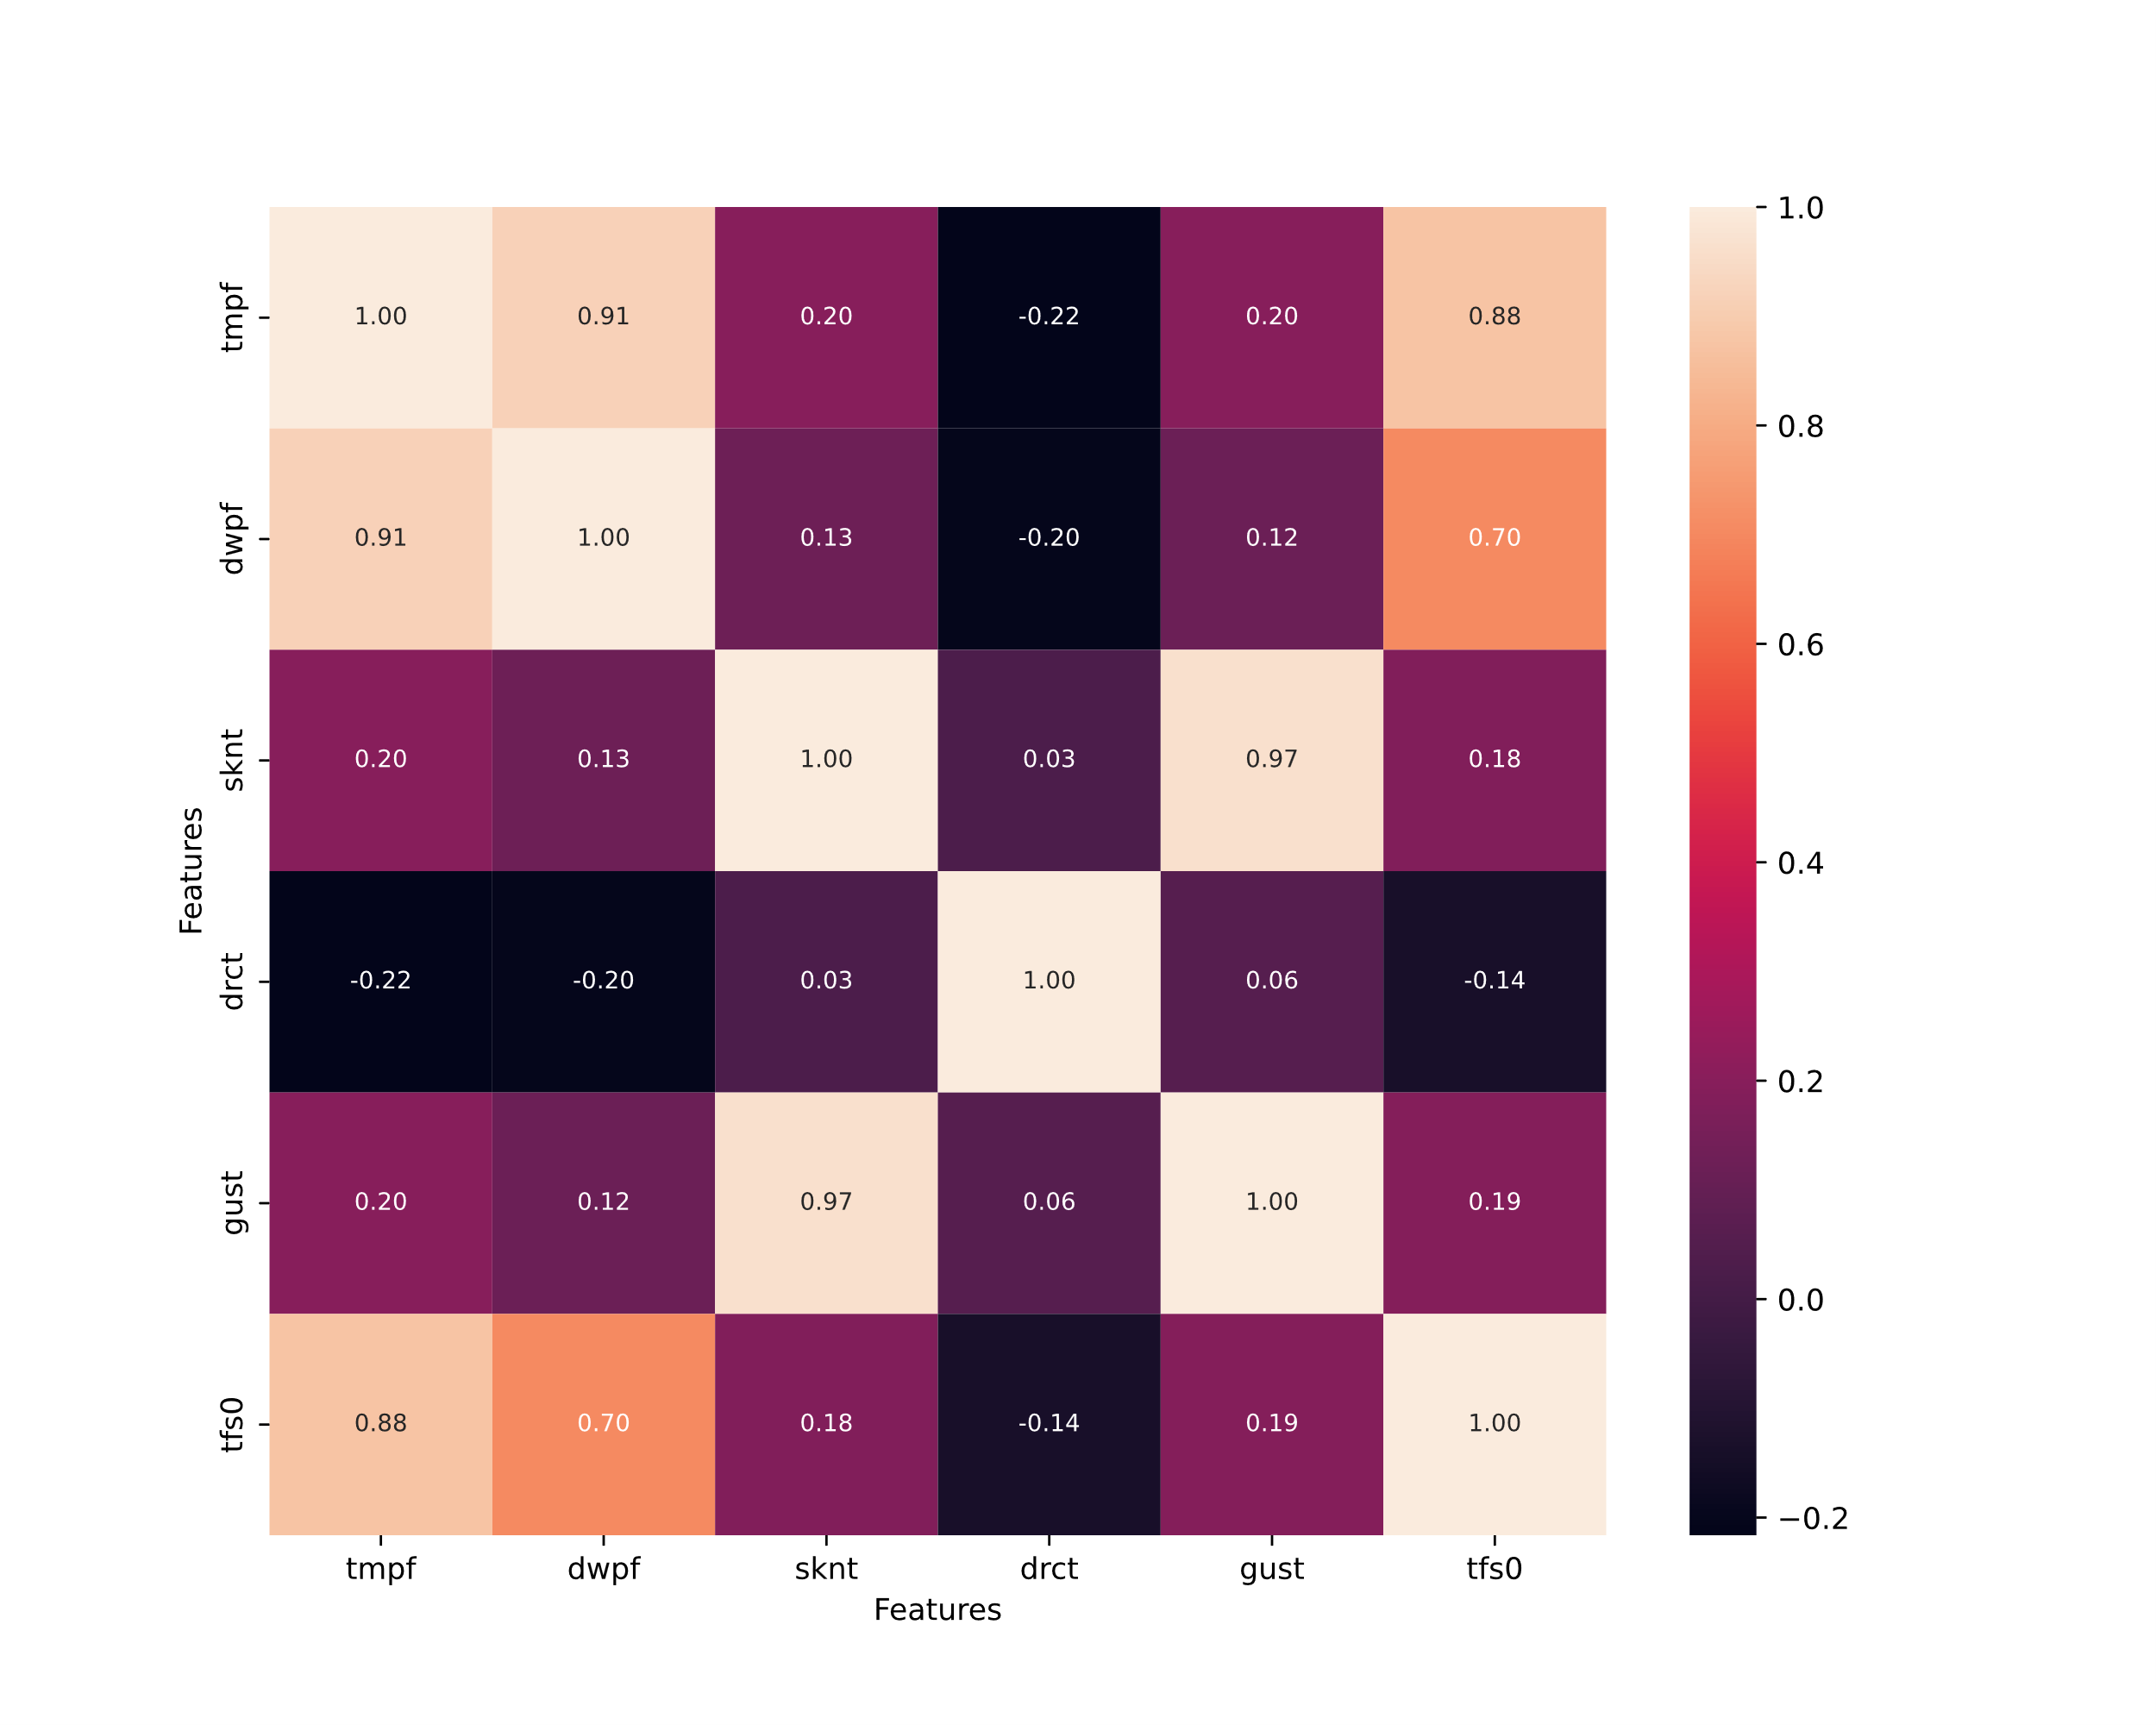 1.0
tmpf 1.00 0.91 0.20 -0.22 0.20 0.88
0.8
dwpf 0.91 1.00 0.13 -0.20 0.12 0.70
0.6
sknt 0.20 0.13 1.00 0.03 0.97 0.18
0.4
Features
drct -0.22 -0.20 0.03 1.00 0.06 -0.14
0.2
gust 0.20 0.12 0.97 0.06 1.00 0.19
0.0
tfs0 0.88 0.70 0.18 -0.14 0.19 1.00
−0.2
tmpf dwpf sknt drct gust tfs0
Features